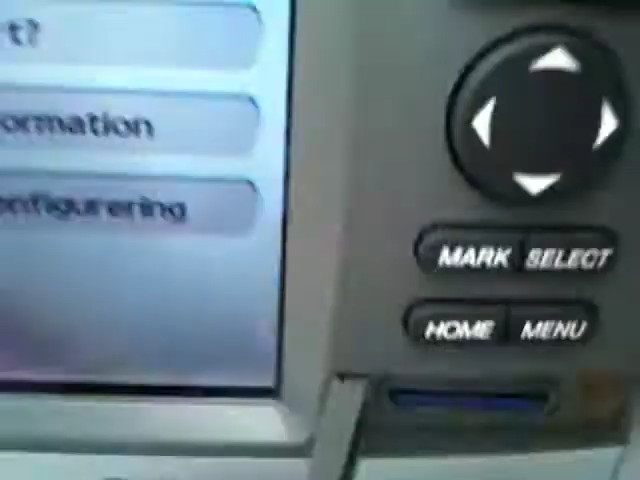 t?
ormation
onfigurering
MARK SELECT
HOME MENU